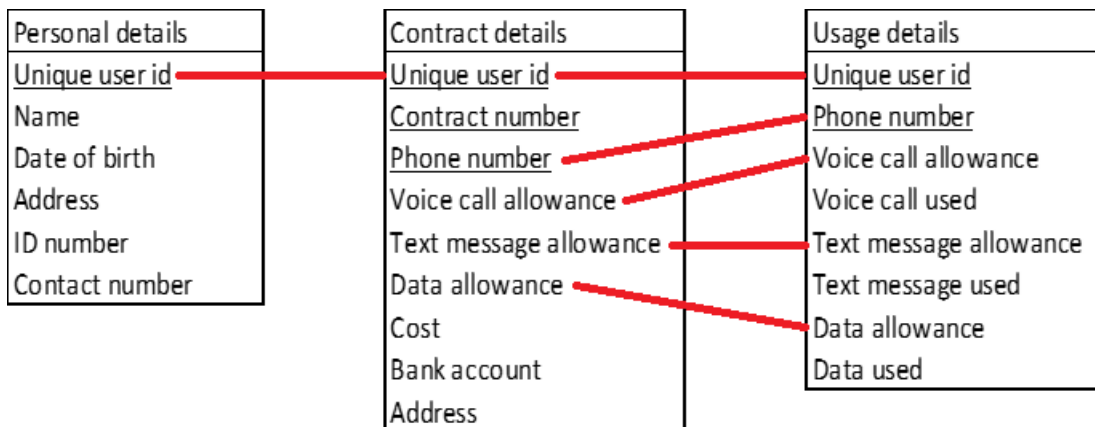 Personal details
Unique user id
Name
Date of birth
Address
ID number
Contact number
Contract details
Unique user id
Contract number
Phone number
Voice call allowance
Text message allowance
Data allowance
Cost
Bank account
Address
Usage details
Unique user id
Phone number
Voice call allowance
Voice call used
Text message allowance
Text message used
Data allowance
Data used